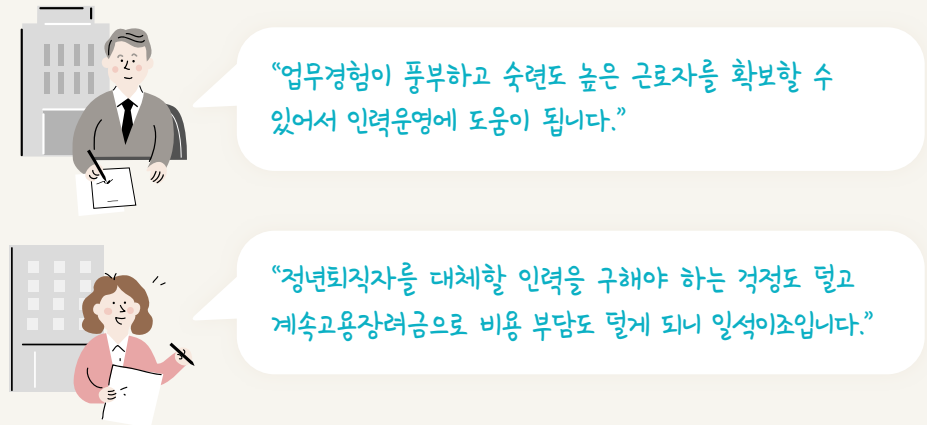 “업무경험이 풍부하고 숙련도 높은 근로자를 확보할 수
있어서 인력운영에 도움이 됩니다.”
“정년퇴직자를 대체할 인력을 구해야 하는 걱정도 덜고
계속고용장려금으로 비용 부담도 덜게 되니 일석이조입니다.”